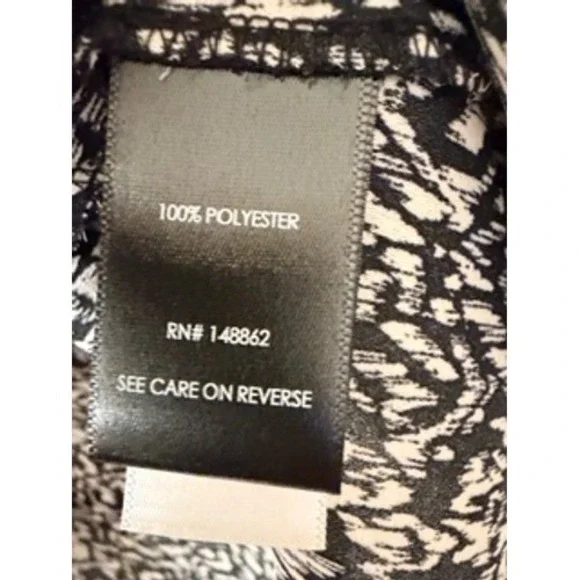 100% POLYESTER
RN# 148862
SEE CARE ON REVERSE